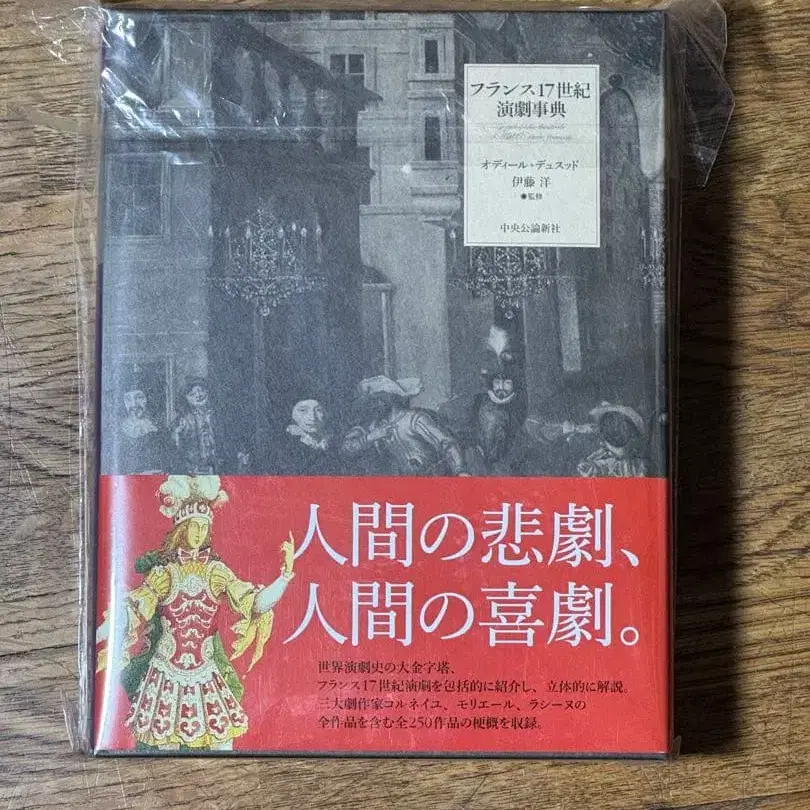 フランス17世紀
演劇事典
オディール・デュスッド
伊藤 洋
◉監修
中央公論新社
人間の悲劇、
人間の喜劇。
世界演劇史の大金字塔、
フランス17世紀演劇を包括的に紹介し、立体的に解説。
三大劇作家コルネイユ、モリエール、ラシーヌの
全作品を含む全250作品の梗概を収録。